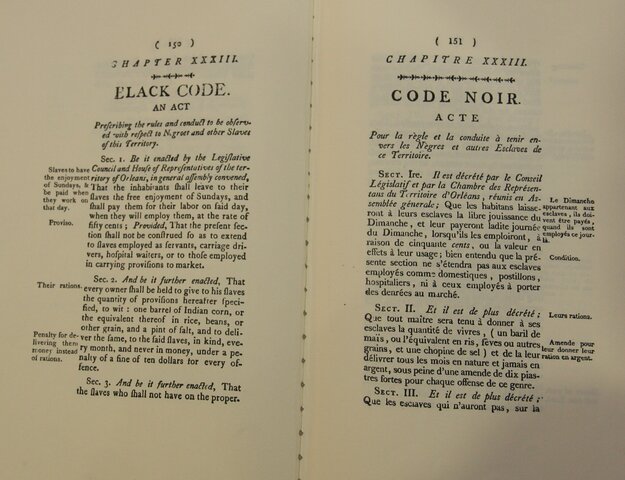 ( 150 )
CHAPTER XXXIII.
BLACK CODE.
AN ACT
Prescribing the rules and conduct to be observ-
ed with respect to Negroes and other Slaves
of this Territory.
Sec. 1. Be it enacted by the Legislative
Council and House of Representatives of the ter-
ritory of Orleans, in general assembly convened,
That the inhabitants shall leave to their
slaves the free enjoyment of Sundays, and
shall pay them for their labor on said day,
when they will employ them, at the rate of
fifty cents; Provided, That the present sec-
tion shall not be construed so as to extend
to slaves employed as servants, carriage dri-
vers, hospital waiters, or to those employed
in carrying provisions to market.
Slaves to have
the enjoyment
of Sundays, &
be paid when
they work on
that day.
Proviso.
Sec. 2. And be it further enacted, That
every owner shall be held to give to his slaves
the quantity of provisions hereafter speci-
fied, to wit: one barrel of Indian corn, or
the equivalent thereof in rice, beans, or
other grain, and a pint of salt, and to deli-
ver the same, to the said slaves, in kind, eve-
ry month, and never in money, under a pe-
nalty of a fine of ten dollars for every of-
fence.
Their rations.
Penalty for de-
livering them
money instead
of rations.
Sec. 3. And be it further enacted, That
the slaves who shall not have on the proper.
( 151 )
CHAPITRE XXXIII.
CODE NOIR.
ACTE
Pour la règle et la conduite à tenir en-
vers les Nègres et autres Esclaves de
ce Territoire.
SECT. Ire. Il est décrété par le Conseil
Législatif et par la Chambre des Représen-
tans du Territoire d'Orléans, réunis en As-
semblée générale; Que les habitans laisse-
ront à leurs esclaves la libre jouissance du
Dimanche, et leur payeront ladite journée
du Dimanche, lorsqu'ils les emploiront, à
raison de cinquante cents, ou la valeur en
effets à leur usage; bien entendu que la pré-
sente section ne s'étendra pas aux esclaves
employés comme domestiques, postillons,
hospitaliers, ni à ceux employés à porter
des denrées au marché.
Le Dimanche
appartenant aux
esclaves, ils doi-
vent être payés,
quand ils sont
employés ce jour-
là.
Condition.
SECT. II. Et il est de plus décrété;
Que tout maître sera tenu à donner à ses
esclaves la quantité de vivres, ( un baril de
maïs, ou l'équivalent en ris, fèves ou autres
grains, et une chopine de sel ) et de la leur
délivrer tous les mois en nature et jamais en
argent, sous peine d'une amende de dix pias-
tres fortes pour chaque offense de ce genre.
Leurs rations.
Amende pour
leur donner leur
ration en argent.
SECT. III. Et il est de plus décrété;
Que les esclaves qui n'auront pas, sur la